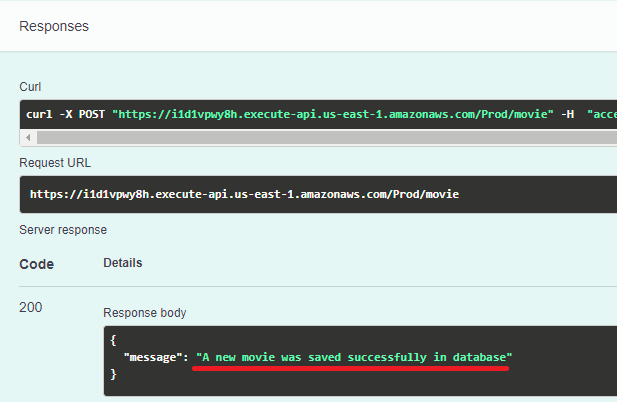 Responses
Curl
curl -X POST "https://i1d1vpwy8h.execute-api.us-east-1.amazonaws.com/Prod/movie" -H "acce
Request URL
https://i1d1vpwy8h.execute-api.us-east-1.amazonaws.com/Prod/movie
Server response
Code Details
200
Response body
{
"message": "A new movie was saved successfully in database"
}